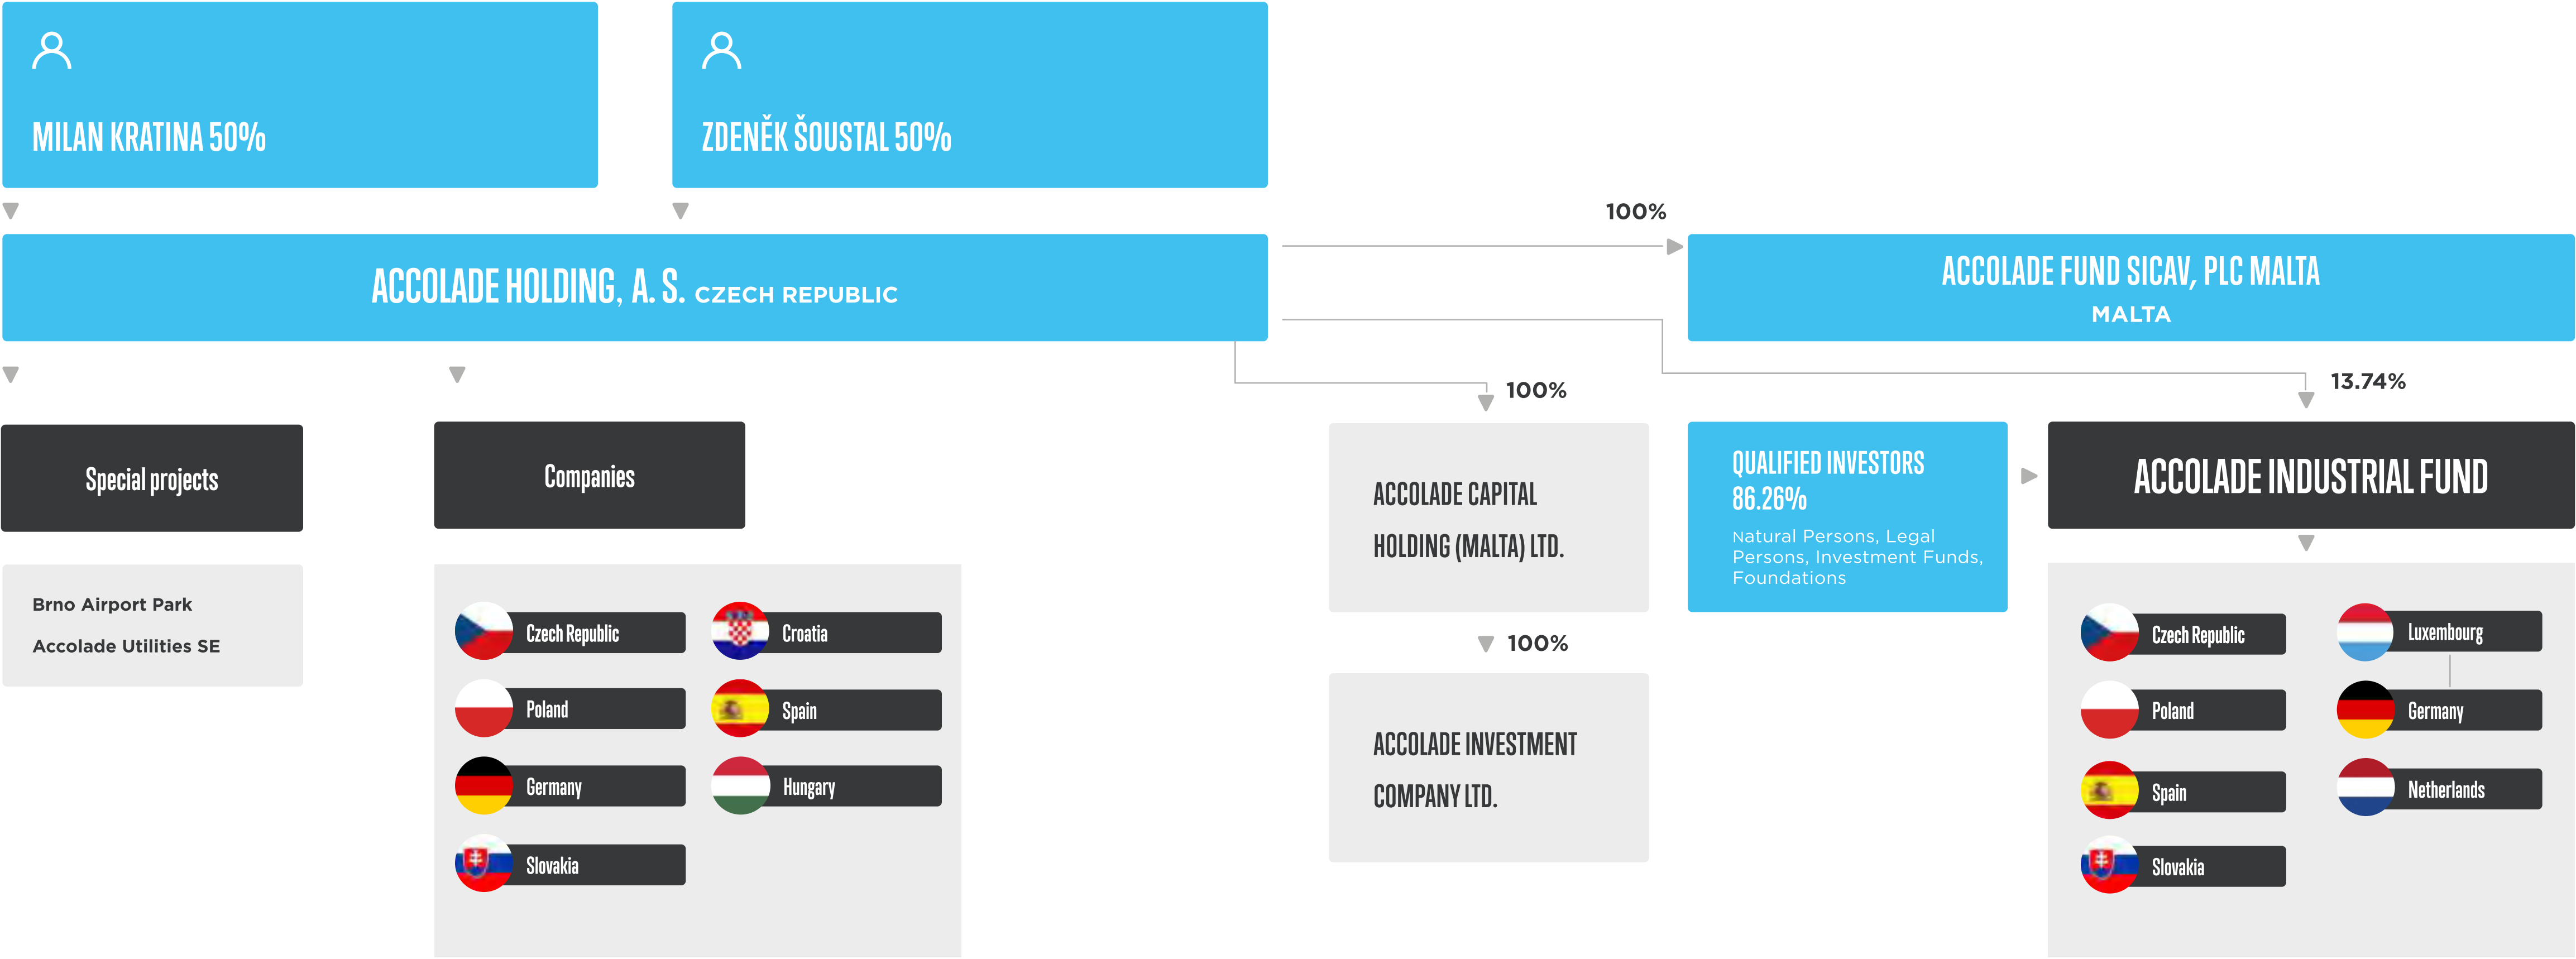 MILAN KRATINA 50%
ZDENĚK ŠOUSTAL 50%
100%
ACCOLADE HOLDING, A. S. CZECH REPUBLIC
ACCOLADE FUND SICAV, PLC MALTA
MALTA
100%
13.74%
Special projects
Companies
ACCOLADE CAPITAL
HOLDING (MALTA) LTD.
QUALIFIED INVESTORS
86.26%
Natural Persons, Legal
Persons, Investment Funds,
Foundations
ACCOLADE INDUSTRIAL FUND
Brno Airport Park
Accolade Utilities SE
Czech Republic
Croatia
Poland
Spain
Germany
Hungary
Slovakia
100%
ACCOLADE INVESTMENT
COMPANY LTD.
Czech Republic
Luxembourg
Poland
Germany
Spain
Netherlands
Slovakia